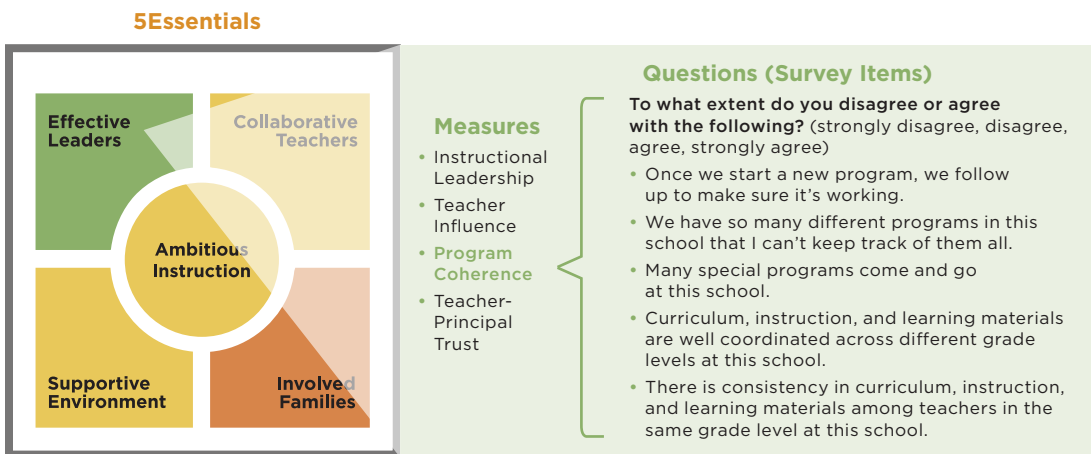 5Essentials
Effective
Leaders
Collaborative
Teachers
Ambitious
Instruction
Supportive
Environment
Involved
Families
Measures
• Instructional
Leadership
• Teacher
Influence
• Program
Coherence
• Teacher-
Principal
Trust
Questions (Survey Items)
To what extent do you disagree or agree
with the following? (strongly disagree, disagree,
agree, strongly agree)
• Once we start a new program, we follow
up to make sure it’s working.
• We have so many different programs in this
school that I can’t keep track of them all.
• Many special programs come and go
at this school.
• Curriculum, instruction, and learning materials
are well coordinated across different grade
levels at this school.
• There is consistency in curriculum, instruction,
and learning materials among teachers in the
same grade level at this school.